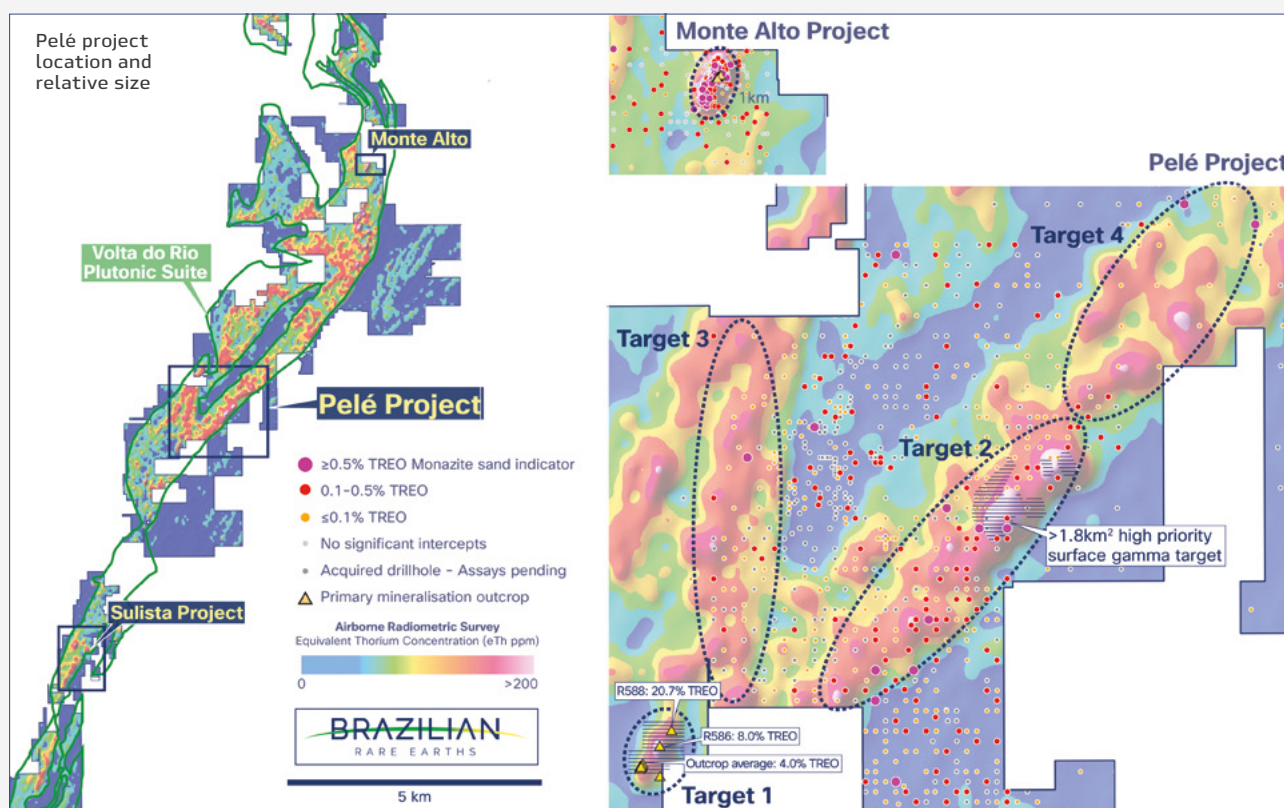 Pelé project
location and
relative size
Monte Alto
Volta do Rio
Plutonic Suite
Pelé Project
Sulista Project
≥0.5% TREO Monazite sand indicator
0.1-0.5% TREO
≤0.1% TREO
No significant intercepts
Acquired drillhole - Assays pending
Primary mineralisation outcrop
Airborne Radiometric Survey
Equivalent Thorium Concentration (eTh ppm)
0
>200
BRAZILIAN
RARE EARTHS
5 km
Monte Alto Project
1km
Pelé Project
Target 4
Target 3
Target 2
>1.8km² high priority
surface gamma target
R588: 20.7% TREO
R586: 8.0% TREO
Outcrop average: 4.0% TREO
Target 1